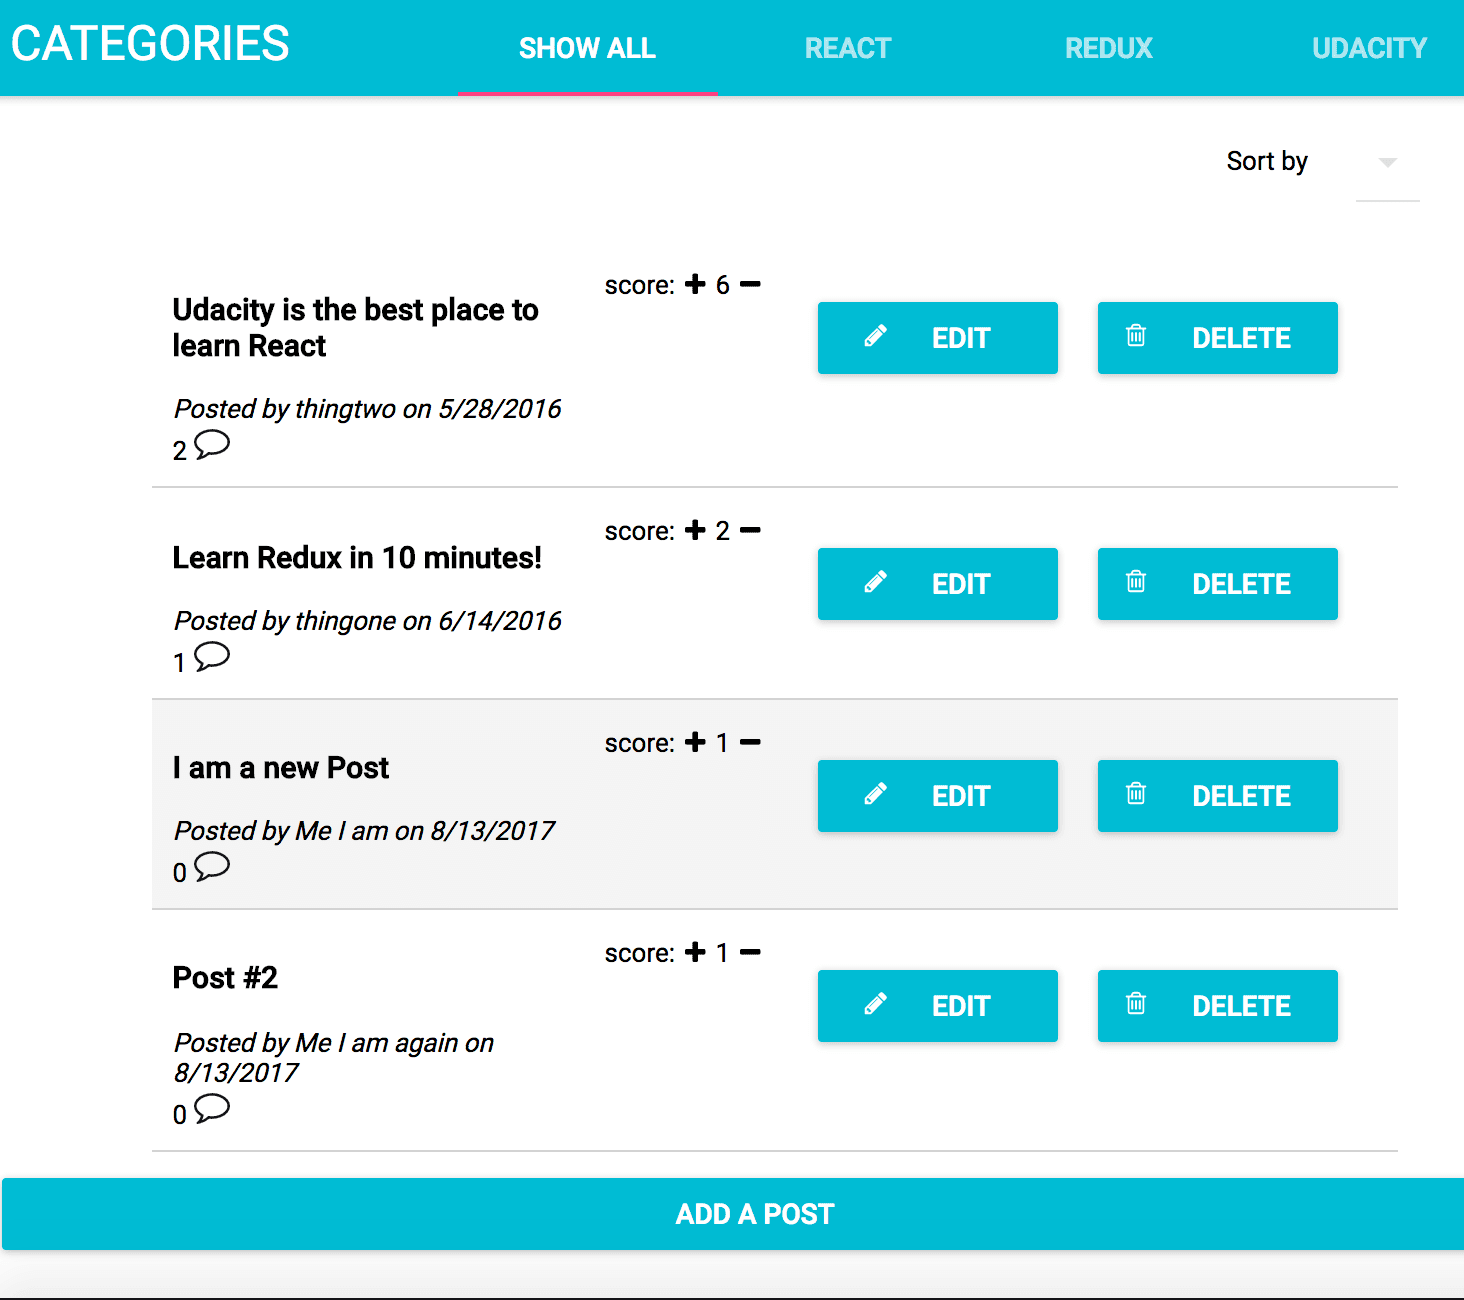 CATEGORIES SHOW ALL REACT REDUX UDACITY
Sort by
score: + 6 −
Udacity is the best place to
learn React
EDIT DELETE
Posted by thingtwo on 5/28/2016
2
score: + 2 −
Learn Redux in 10 minutes!
EDIT DELETE
Posted by thingone on 6/14/2016
1
score: + 1 −
I am a new Post
EDIT DELETE
Posted by Me I am on 8/13/2017
0
score: + 1 −
Post #2
EDIT DELETE
Posted by Me I am again on
8/13/2017
0
ADD A POST